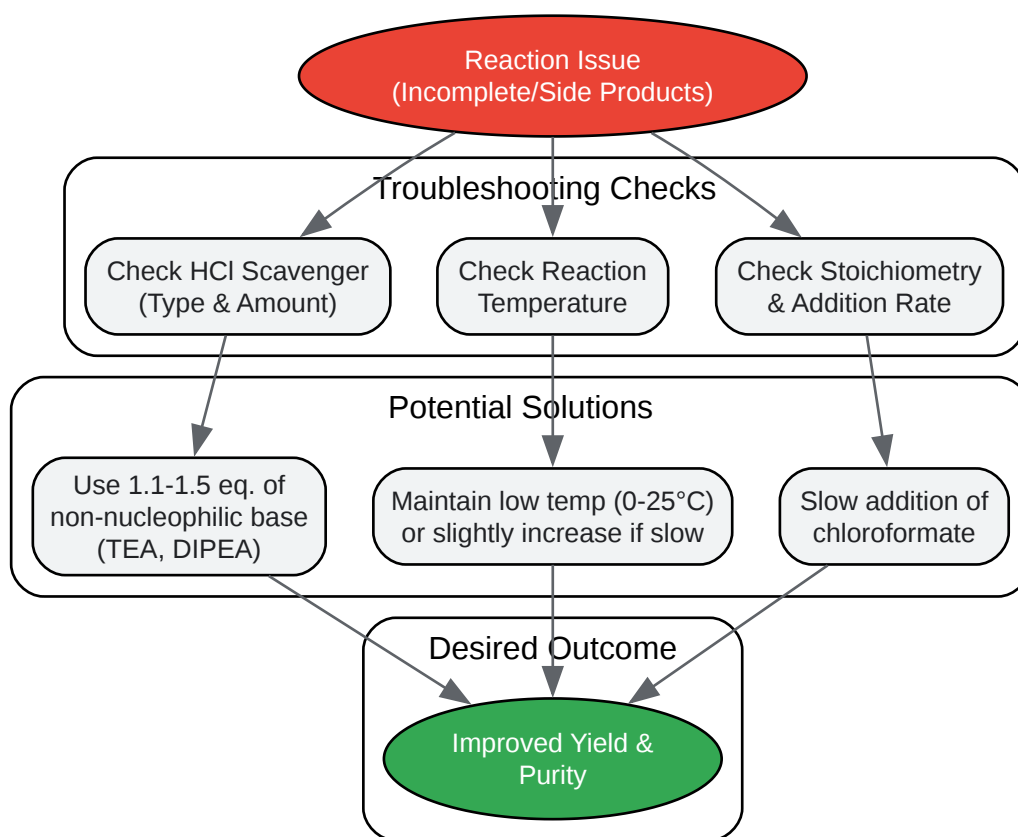 Reaction Issue
(Incomplete/Side Products)
Troubleshooting Checks
Check HCl Scavenger
(Type & Amount)
Check Reaction
Temperature
Check Stoichiometry
& Addition Rate
Potential Solutions
Use 1.1-1.5 eq. of
non-nucleophilic base
(TEA, DIPEA)
Maintain low temp (0-25°C)
or slightly increase if slow
Slow addition of
chloroformate
Desired Outcome
Improved Yield &
Purity